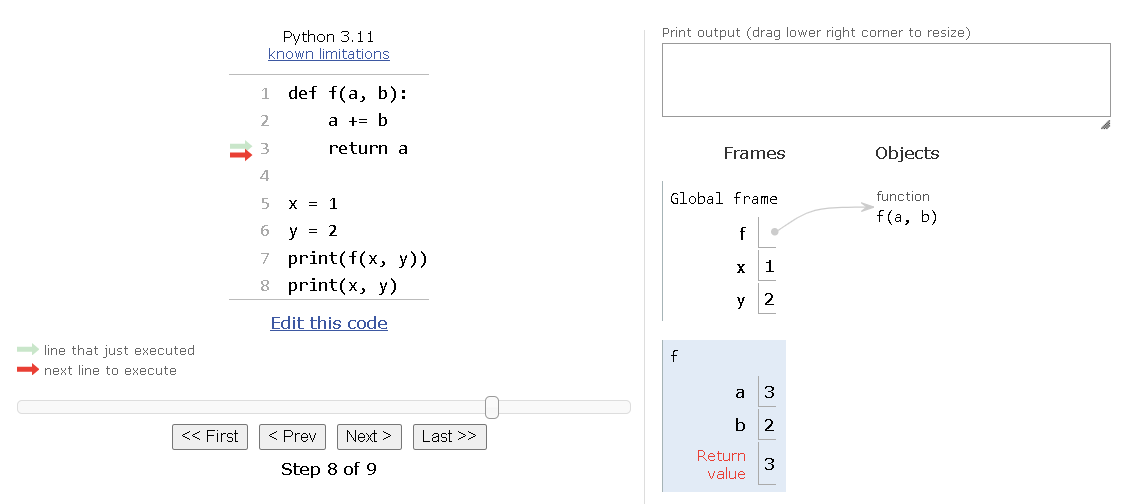 Python 3.11
known limitations
1 def f(a, b):
2     a += b
3     return a
4
5 x = 1
6 y = 2
7 print(f(x, y))
8 print(x, y)
Edit this code
line that just executed
next line to execute
<< First < Prev Next > Last >>
Step 8 of 9
Print output (drag lower right corner to resize)
Frames Objects
Global frame
f
x 1
y 2
function
f(a, b)
f
a 3
b 2
Return
value 3